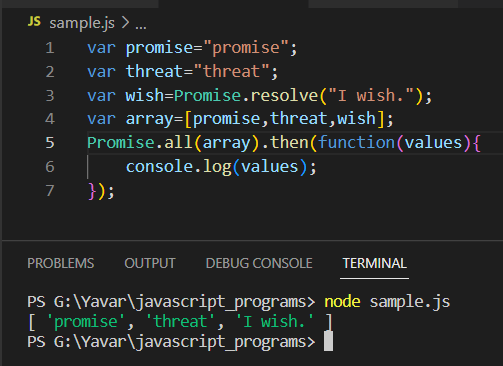 JS sample.js > ...
1 var promise="promise";
2 var threat="threat";
3 var wish=Promise.resolve("I wish.");
4 var array=[promise,threat,wish];
5 Promise.all(array).then(function(values){
6 console.log(values);
7 });
PROBLEMS OUTPUT DEBUG CONSOLE TERMINAL
PS G:\Yavar\javascript_programs> node sample.js
[ 'promise', 'threat', 'I wish.' ]
PS G:\Yavar\javascript_programs>